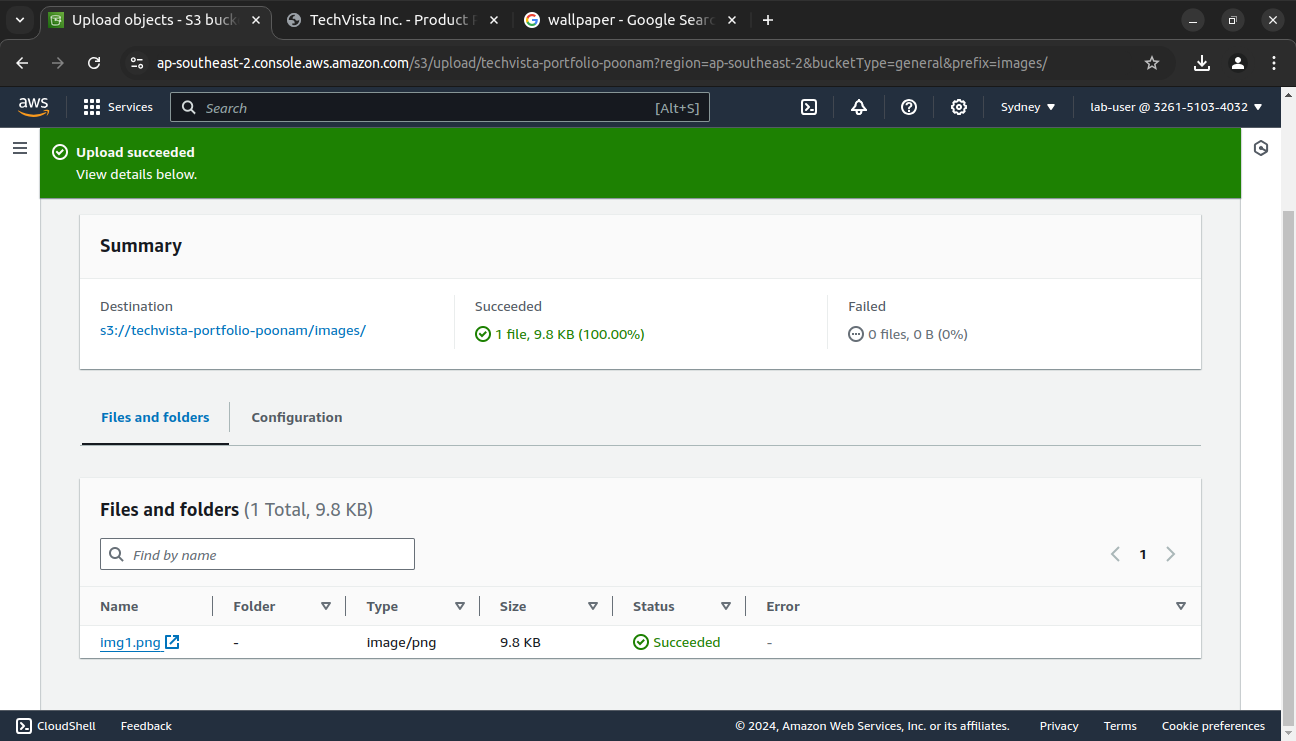 Upload objects - S3 buck
TechVista Inc. - Product P
wallpaper - Google Searc
ap-southeast-2.console.aws.amazon.com/s3/upload/techvista-portfolio-poonam?region=ap-southeast-2&bucketType=general&prefix=images/
aws Services Search [Alt+S] Sydney lab-user @ 3261-5103-4032
Upload succeeded
View details below.
Summary
Destination Succeeded Failed
s3://techvista-portfolio-poonam/images/ 1 file, 9.8 KB (100.00%) 0 files, 0 B (0%)
Files and folders Configuration
Files and folders (1 Total, 9.8 KB)
Find by name 1
Name Folder Type Size Status Error
img1.png - image/png 9.8 KB Succeeded -
CloudShell Feedback © 2024, Amazon Web Services, Inc. or its affiliates. Privacy Terms Cookie preferences